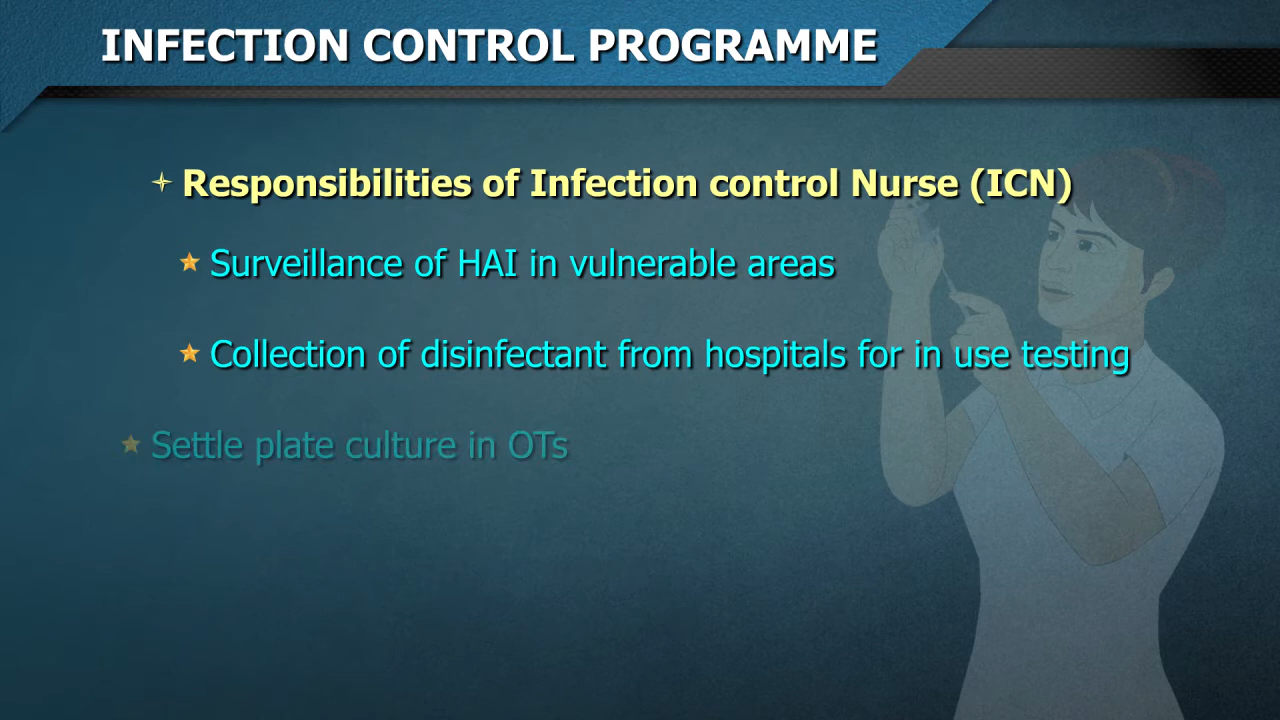 INFECTION CONTROL PROGRAMME
Responsibilities of Infection control Nurse (ICN)
Surveillance of HAI in vulnerable areas
Collection of disinfectant from hospitals for in use testing
Settle plate culture in OTs